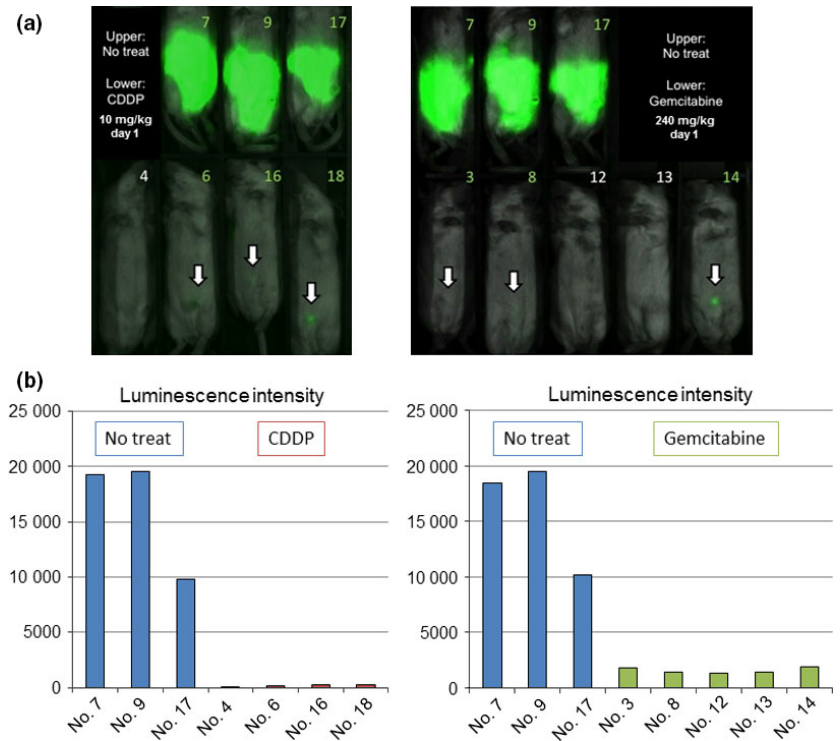 (a)
Upper:
No treat
Lower:
CDDP
10 mg/kg
day 1
7 9 17
4 6 16 18
7 9 17
Upper:
No treat
Lower:
Gemcitabine
240 mg/kg
day 1
3 8 12 13 14
(b)
Luminescence intensity
No treat CDDP
25 000
20 000
15 000
10 000
5000
0
No. 7 No. 9 No. 17 No. 4 No. 6 No. 16 No. 18
Luminescence intensity
No treat Gemcitabine
25 000
20 000
15 000
10 000
5000
0
No. 7 No. 9 No. 17 No. 3 No. 8 No. 12 No. 13 No. 14